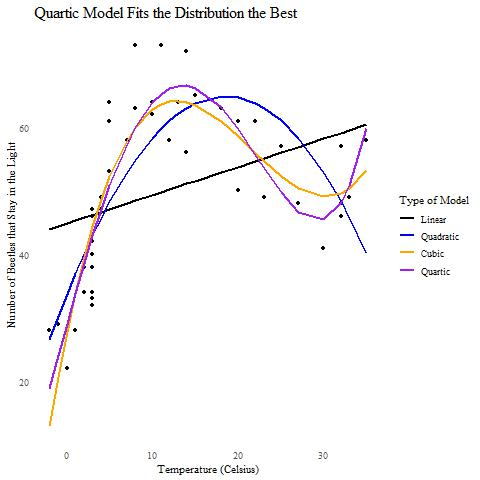 Quartic Model Fits the Distribution the Best
Number of Beetles that Stay in the Light
60
40
20
0 10 20 30
Temperature (Celsius)
Type of Model
Linear
Quadratic
Cubic
Quartic